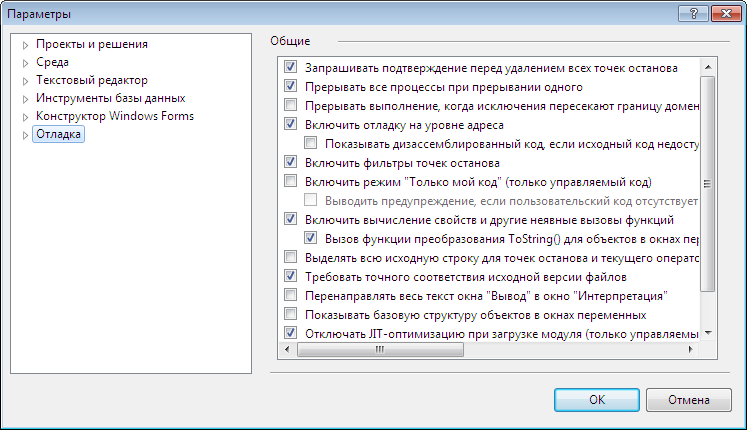 Параметры
Проекты и решения
Среда
Текстовый редактор
Инструменты базы данных
Конструктор Windows Forms
Отладка
Общие
Запрашивать подтверждение перед удалением всех точек останова
Прерывать все процессы при прерывании одного
Прерывать выполнение, когда исключения пересекают границу домен
Включить отладку на уровне адреса
Показывать дизассемблированный код, если исходный код недосту
Включить фильтры точек останова
Включить режим "Только мой код" (только управляемый код)
Выводить предупреждение, если пользовательский код отсутствует
Включить вычисление свойств и другие неявные вызовы функций
Вызов функции преобразования ToString() для объектов в окнах пер
Выделять всю исходную строку для точек останова и текущего операто
Требовать точного соответствия исходной версии файлов
Перенаправлять весь текст окна "Вывод" в окно "Интерпретация"
Показывать базовую структуру объектов в окнах переменных
Отключать JIT-оптимизацию при загрузке модуля (только управляемы
OK
Отмена